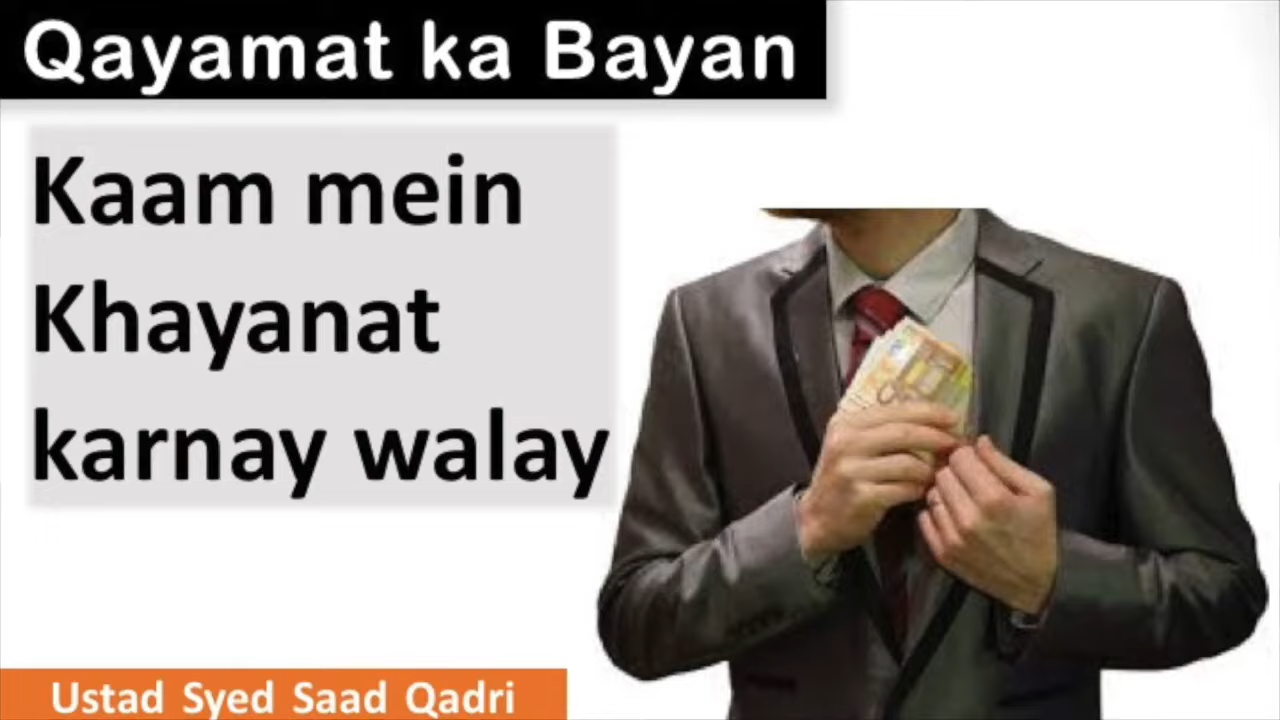 Qayamat ka Bayan
Kaam mein
Khayanat
karnay walay
Ustad Syed Saad Qadri